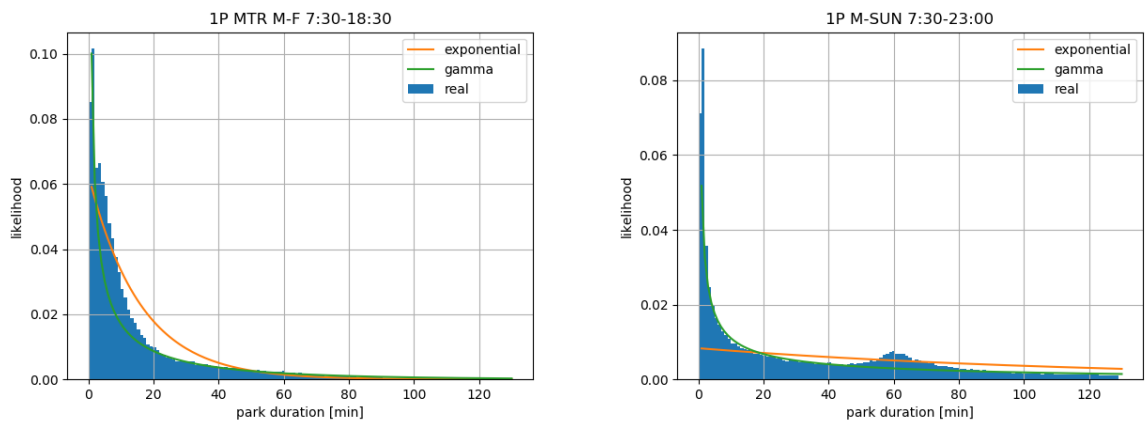 1P MTR M-F 7:30-18:30
exponential
gamma
real
0.10
0.08
0.06
0.04
0.02
0.00
likelihood
0 20 40 60 80 100 120
park duration [min]
1P M-SUN 7:30-23:00
exponential
gamma
real
0.08
0.06
0.04
0.02
0.00
likelihood
0 20 40 60 80 100 120
park duration [min]